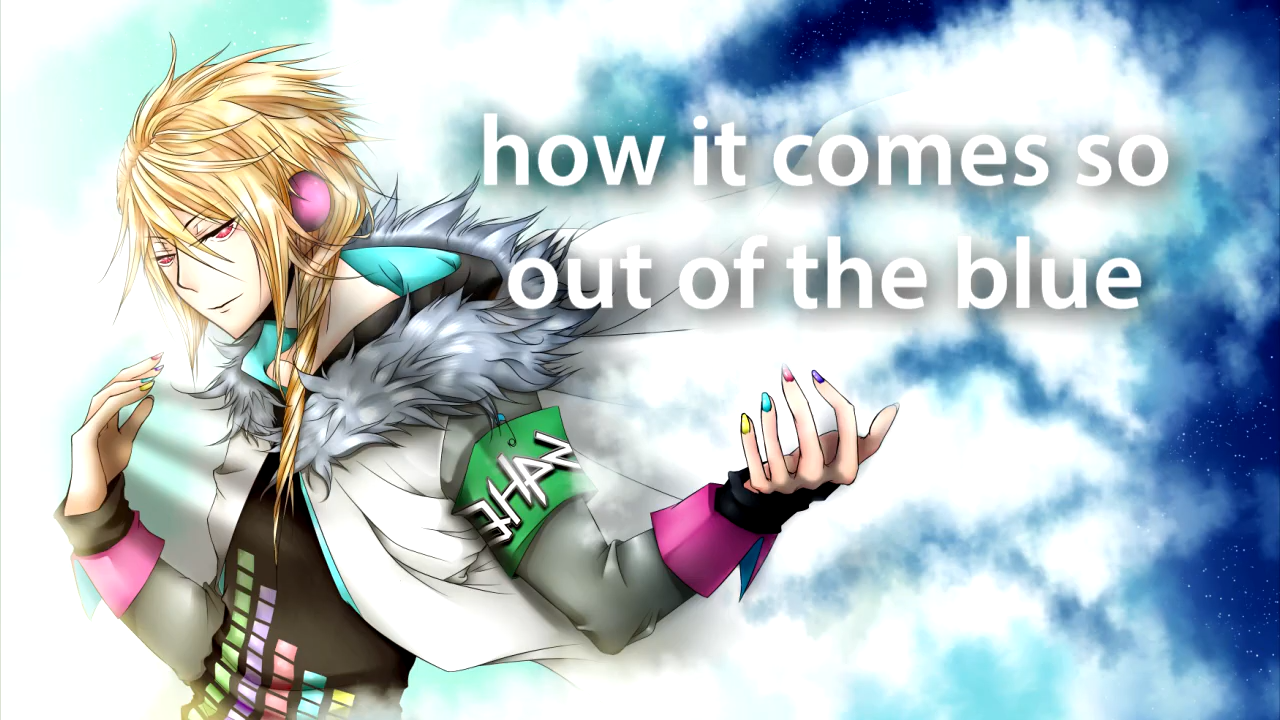 how it comes so
out of the blue